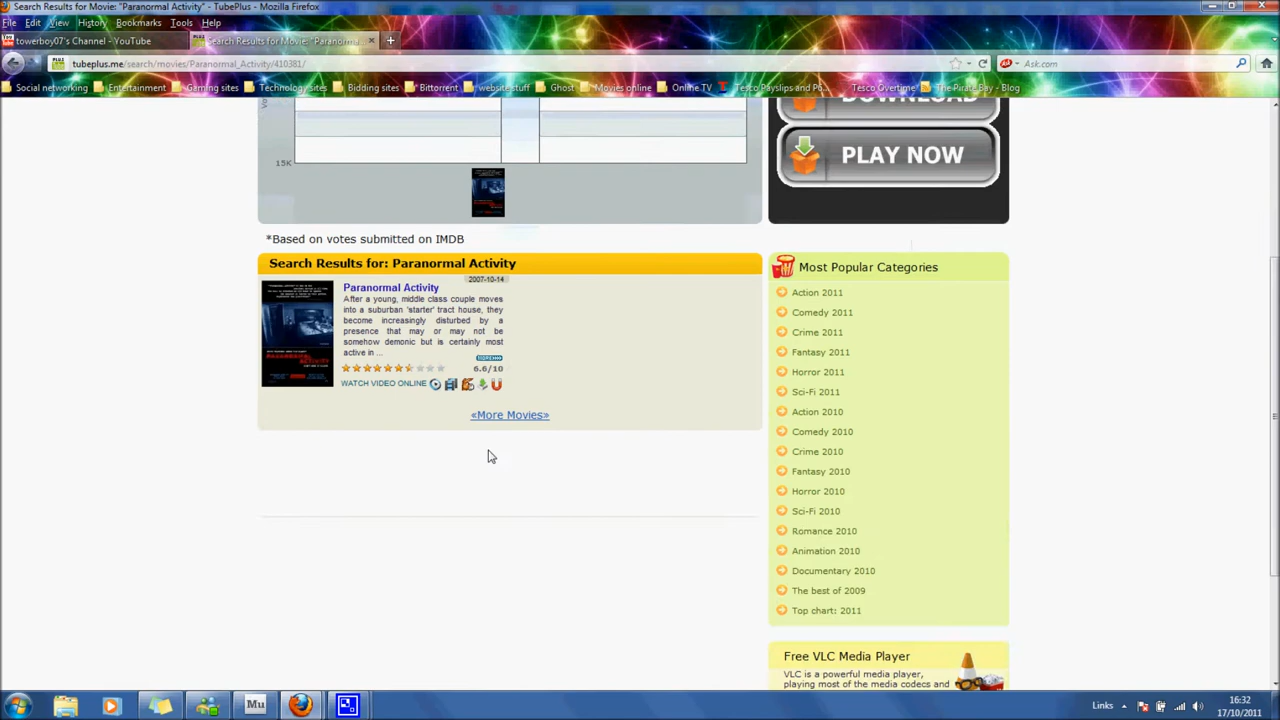 Search Results for Movie: "Paranormal Activity" - TubePlus - Mozilla Firefox
File Edit View History Bookmarks Tools Help
towerboy07's Channel - YouTube
Search Results for Movie: "Paranorma...
tubeplus.me/search/movies/Paranormal_Activity/410381/
Ask.com
Social networking Entertainment Gaming sites Technology sites Bidding sites Bittorrent website stuff Ghost Movies online Online TV Tesco Payslips and Po... Tesco Overtime The Pirate Bay - Blog
DOWNLOAD
PLAY NOW
15K
*Based on votes submitted on IMDB
Search Results for: Paranormal Activity
2007-10-14
Paranormal Activity
After a young, middle class couple moves
into a suburban 'starter' tract house, they
become increasingly disturbed by a
presence that may or may not be
somehow demonic but is certainly most
active in ...
6.6/10
WATCH VIDEO ONLINE
«More Movies»
Most Popular Categories
Action 2011
Comedy 2011
Crime 2011
Fantasy 2011
Horror 2011
Sci-Fi 2011
Action 2010
Comedy 2010
Crime 2010
Fantasy 2010
Horror 2010
Sci-Fi 2010
Romance 2010
Animation 2010
Documentary 2010
The best of 2009
Top chart: 2011
Free VLC Media Player
VLC is a powerful media player,
playing most of the media codecs and
Mu
Links
16:32
17/10/2011